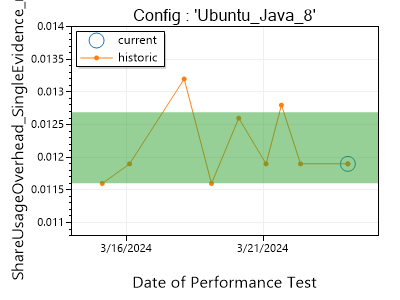 Config : 'Ubuntu_Java_8'
ShareUsageOverhead_SingleEvidence_
0.014
0.0135
0.013
0.0125
0.012
0.0115
0.011
current
historic
3/16/2024
3/21/2024
Date of Performance Test